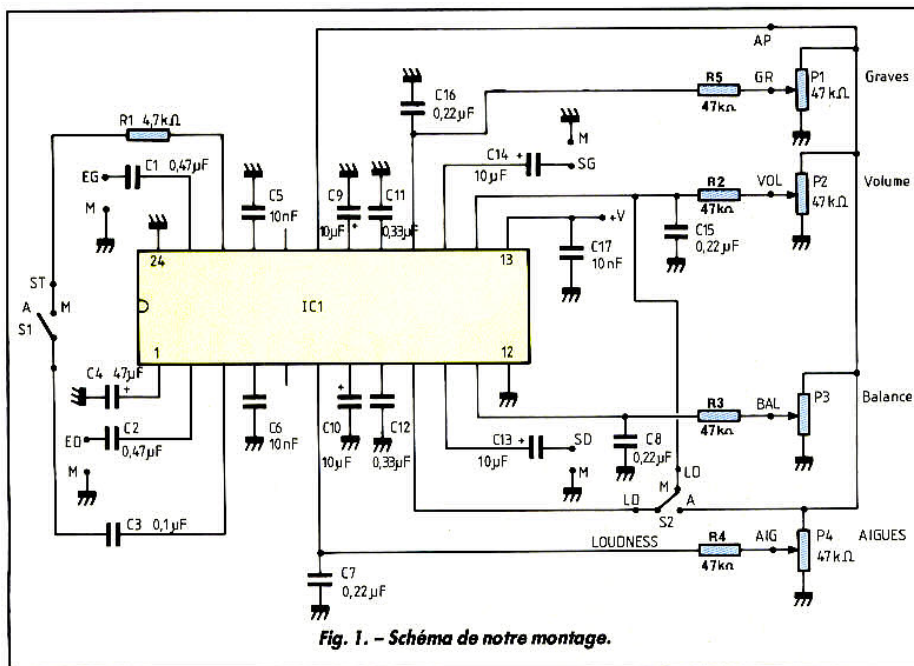 AP
R5
GR
P1
Graves
47kΩ
47kΩ
C16
0,22µF
R1 4,7kΩ
M
C14
SG
10µF
C1 0,47µF
EG
M
C5
10nF
C9
10µF
C11
0,33µF
R2
VOL
P2
Volume
47kΩ
47kΩ
C15
0,22µF
+V
C17
10nF
24
13
ST
A
M
S1
IC1
1
12
C4 47µF
+
C2
ED
0,47µF
M
C6
10nF
C10
10µF
C12
0,33µF
C13
10µF
SD
M
R3
BAL
P3
Balance
47kΩ
C8
0,22µF
LD
M
LD
A
S2
C3 0,1µF
LOUDNESS
R4
AIG
P4
AIGUES
47kΩ
47kΩ
C7
0,22µF
Fig. 1. – Schéma de notre montage.